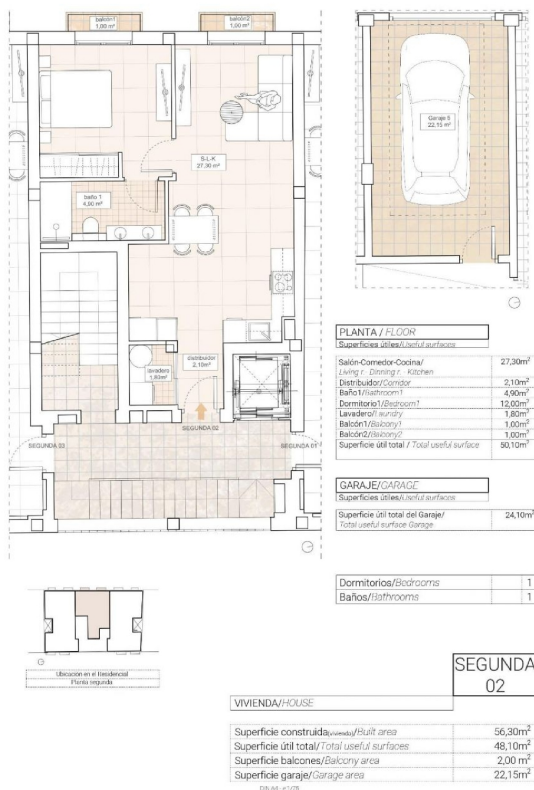 balcón1
1,00 m²
balcón2
1,00 m²
S-L-K
27,30 m²
baño 1
4,90 m²
distribuidor
2,10m²
lavadero
1,80m²
SEGUNDA 02
SEGUNDA 03
SEGUNDA 01
Garaje 6
22,15 m²
PLANTA / FLOOR
Superficies útiles/Useful surfaces
Salón-Comedor-Cocina/ 27,30m²
Living r. Dinning r. - Kitchen
Distribuidor/Corridor 2,10m²
Baño1/Bathroom1 4,90m²
Dormitorio1/Bedroom1 12,00m²
Lavadero/Laundry 1,80m²
Balcón1/Balcony1 1,00m²
Balcón2/Balcony2 1,00m²
Superficie útil total / Total useful surface 50,10m²
GARAJE/GARAGE
Superficies útiles/Useful surfaces
Superficie útil total del Garaje/ 24,10m²
Total useful surface Garage
Dormitorios/Bedrooms 1
Baños/Bathrooms 1
Ubicación en el Residencial
Planta segunda
SEGUNDA
02
VIVIENDA/HOUSE
Superficie construida(vivienda)/Built area 56,30m²
Superficie útil total/Total useful surfaces 48,10m²
Superficie balcones/Balcony area 2,00 m²
Superficie garaje/Garage area 22,15m²